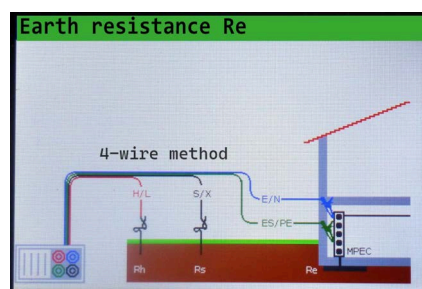 Earth resistance Re
4-wire method
H/L
S/X
E/N
ES/PE
MPEC
Rh
Rs
Re